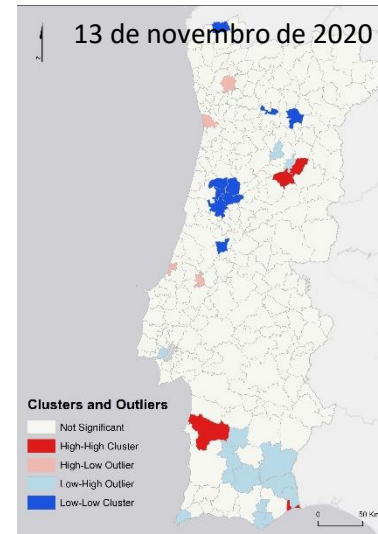 13 de novembro de 2020
z
Clusters and Outliers
Not Significant
High-High Cluster
High-Low Outlier
Low-High Outlier
Low-Low Cluster
0 50 Km